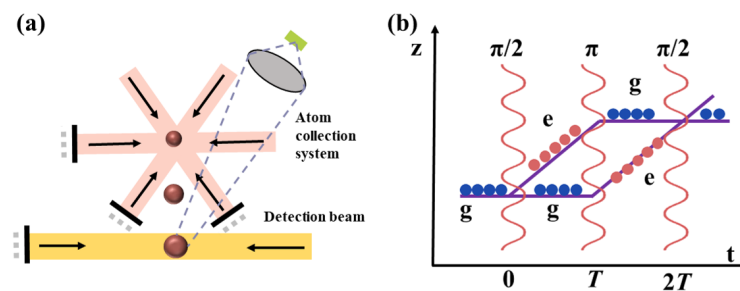 (a)
Atom
collection
system
Detection beam
(b)
z
π/2 π π/2
g
e
g g
e
t
0 T 2T